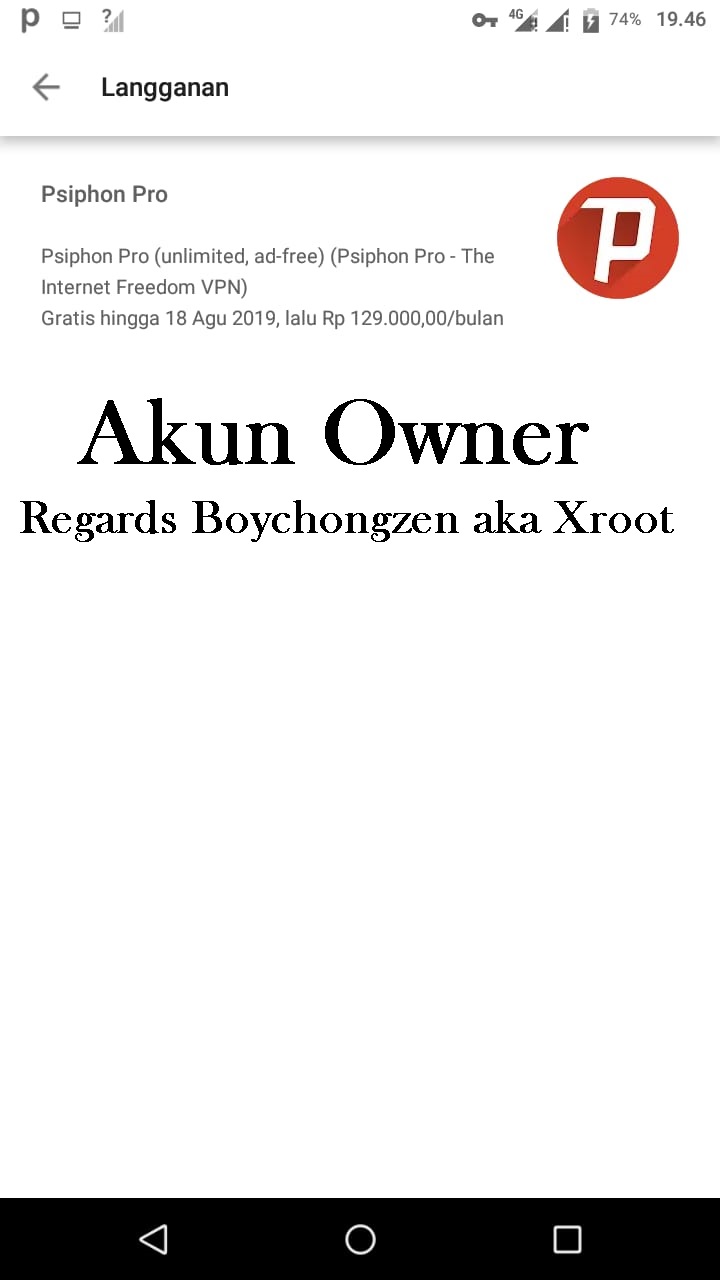 4G 74% 19.46
Langganan
Psiphon Pro
Psiphon Pro (unlimited, ad-free) (Psiphon Pro - The
Internet Freedom VPN)
Gratis hingga 18 Agu 2019, lalu Rp 129.000,00/bulan
Akun Owner
Regards Boychongzen aka Xroot